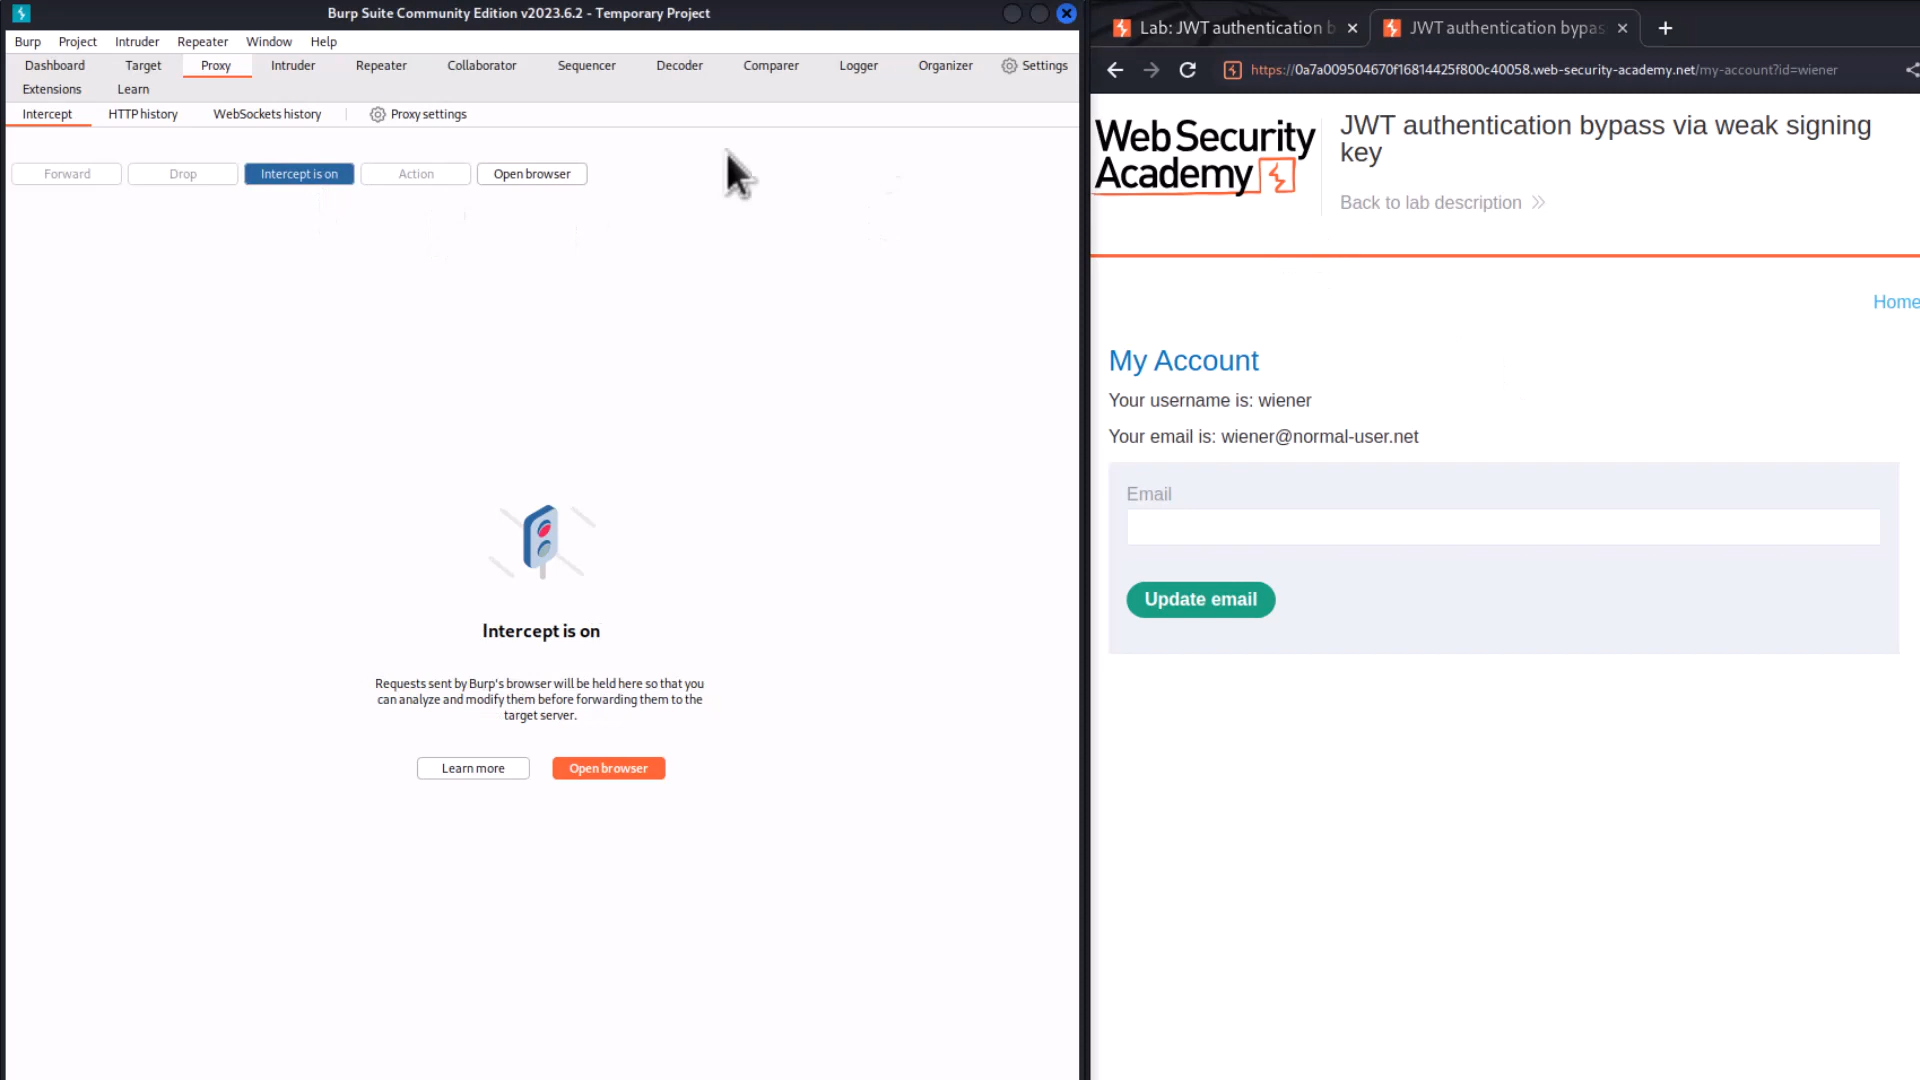 Burp Suite Community Edition v2023.6.2 - Temporary Project
Burp Project Intruder Repeater Window Help
Dashboard Target Proxy Intruder Repeater Collaborator Sequencer Decoder Comparer Logger Organizer Settings
Extensions Learn
Intercept HTTP history WebSockets history Proxy settings
Forward Drop Intercept is on Action Open browser
Intercept is on
Requests sent by Burp's browser will be held here so that you
can analyze and modify them before forwarding them to the
target server.
Learn more Open browser
Lab: JWT authentication b JWT authentication bypas
https://0a7a009504670f16814425f800c40058.web-security-academy.net/my-account?id=wiener
Web Security
Academy
JWT authentication bypass via weak signing
key
Back to lab description
Home
My Account
Your username is: wiener
Your email is: wiener@normal-user.net
Email
Update email